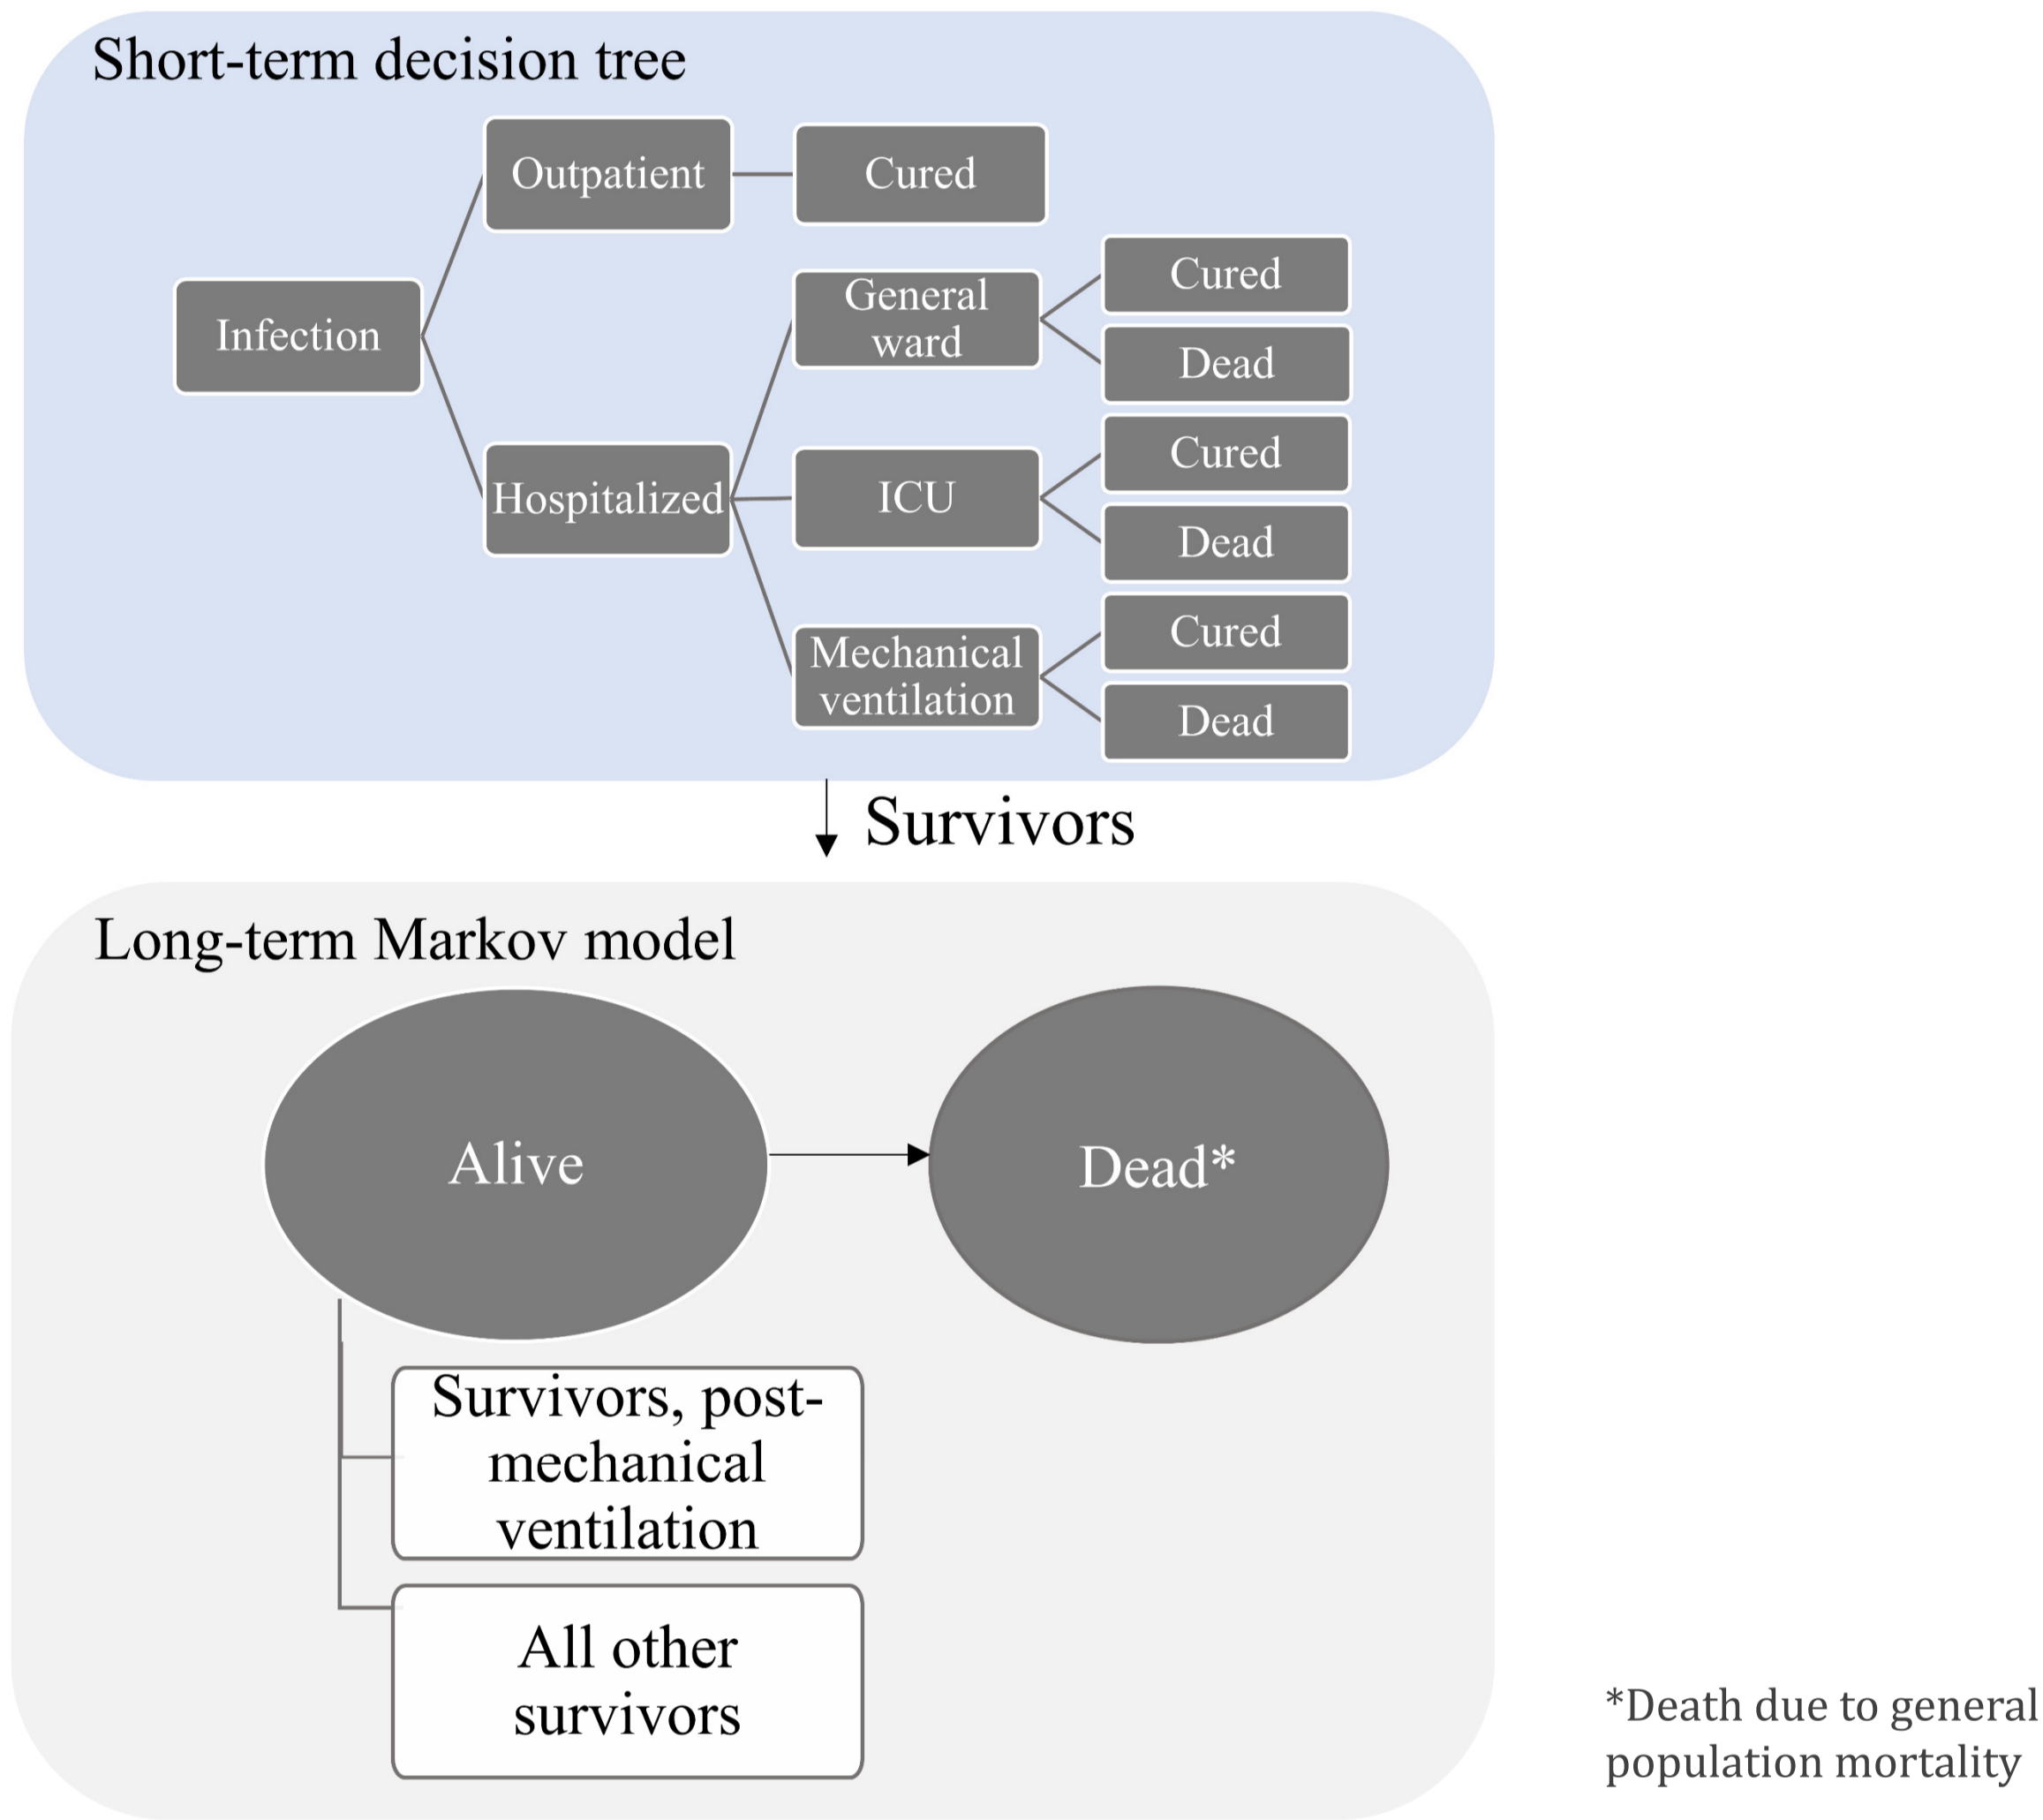 Short-term decision tree
Outpatient
Cured
Infection
Hospitalized
General
ward
Cured
Dead
ICU
Cured
Dead
Mechanical
ventilation
Cured
Dead
Survivors
Long-term Markov model
Alive
Dead*
Survivors, post-
mechanical
ventilation
All other
survivors
*Death due to general
population mortality